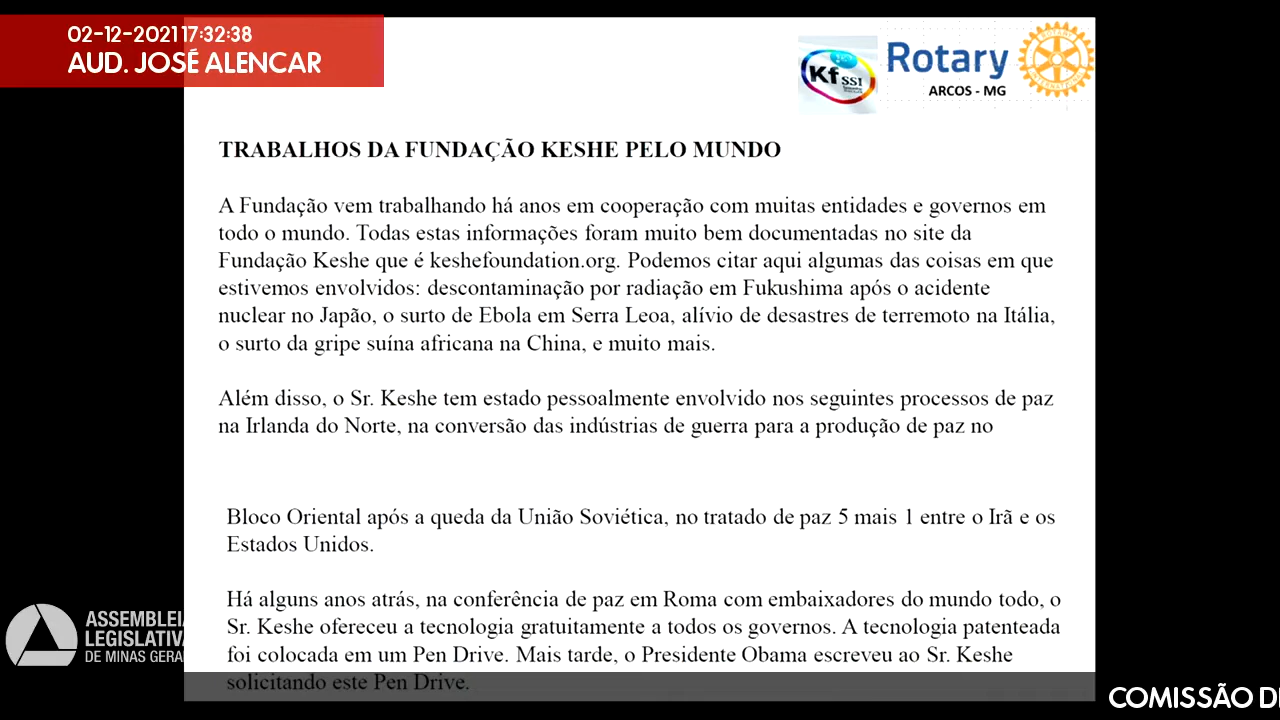 02-12-2021 17:32:38
AUD. JOSÉ ALENCAR
Kf SSI
Rotary
ARCOS - MG
TRABALHOS DA FUNDAÇÃO KESHE PELO MUNDO
A Fundação vem trabalhando há anos em cooperação com muitas entidades e governos em
todo o mundo. Todas estas informações foram muito bem documentadas no site da
Fundação Keshe que é keshefoundation.org. Podemos citar aqui algumas das coisas em que
estivemos envolvidos: descontaminação por radiação em Fukushima após o acidente
nuclear no Japão, o surto de Ebola em Serra Leoa, alívio de desastres de terremoto na Itália,
o surto da gripe suína africana na China, e muito mais.
Além disso, o Sr. Keshe tem estado pessoalmente envolvido nos seguintes processos de paz
na Irlanda do Norte, na conversão das indústrias de guerra para a produção de paz no
Bloco Oriental após a queda da União Soviética, no tratado de paz 5 mais 1 entre o Irã e os
Estados Unidos.
Há alguns anos atrás, na conferência de paz em Roma com embaixadores do mundo todo, o
Sr. Keshe ofereceu a tecnologia gratuitamente a todos os governos. A tecnologia patenteada
foi colocada em um Pen Drive. Mais tarde, o Presidente Obama escreveu ao Sr. Keshe
solicitando este Pen Drive.
ASSEMBLEIA
LEGISLATIVA
DE MINAS GERAI
COMISSÃO D